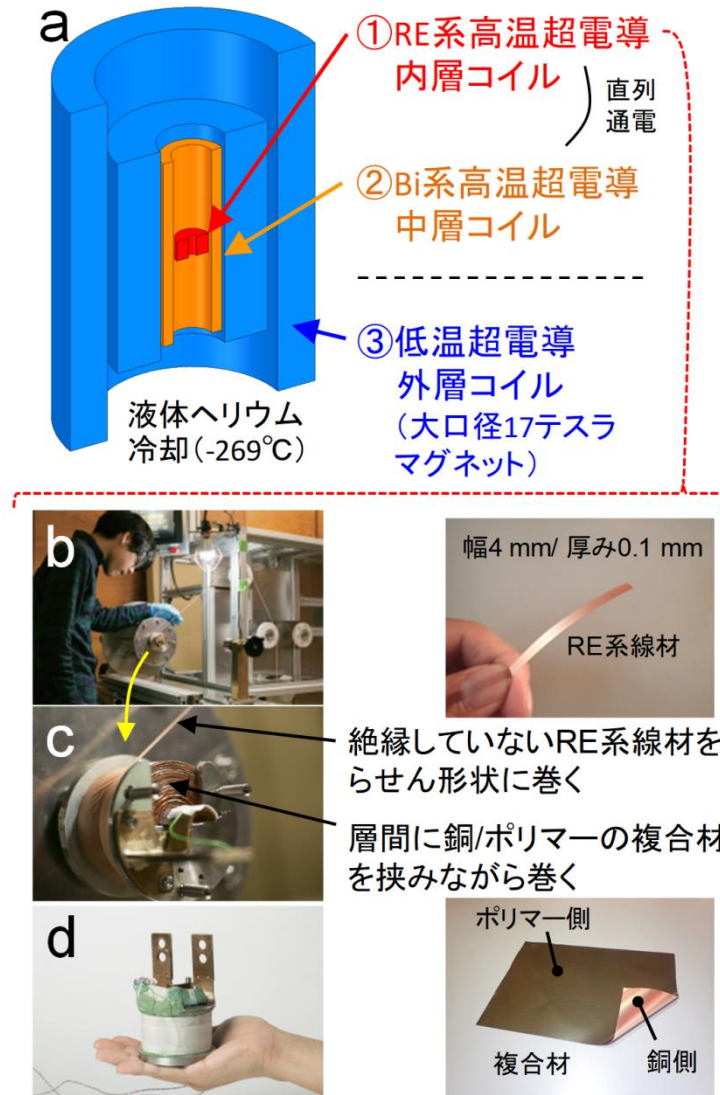 a
①RE系高温超電導
内層コイル
直列
通電
②Bi系高温超電導
中層コイル
③低温超電導
外層コイル
（大口径17テスラ
マグネット）
液体ヘリウム
冷却（-269℃）
b
幅4 mm/ 厚み0.1 mm
RE系線材
c
絶縁していないRE系線材を
らせん形状に巻く
層間に銅/ポリマーの複合材
を挟みながら巻く
d
ポリマー側
複合材
銅側